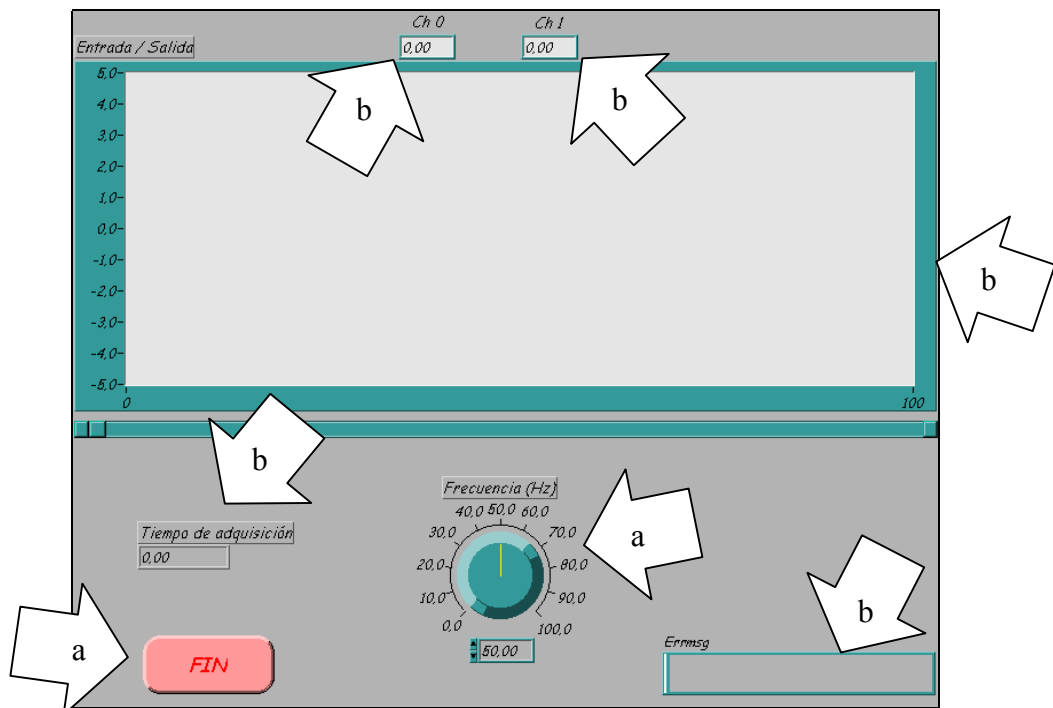 Ch 0 Ch 1
Entrada / Salida 0,00 0,00
b b
5,0
4,0
3,0
2,0
1,0
0,0
-1,0
b
-2,0
-3,0
-4,0
-5,0
0 100
b
Frecuencia (Hz)
40,0 50,0 60,0
30,0 70,0
a
Tiempo de adquisición
0,00
20,0 80,0
10,0 90,0
0,0 100,0
b
a
FIN
50,00
Errmsg